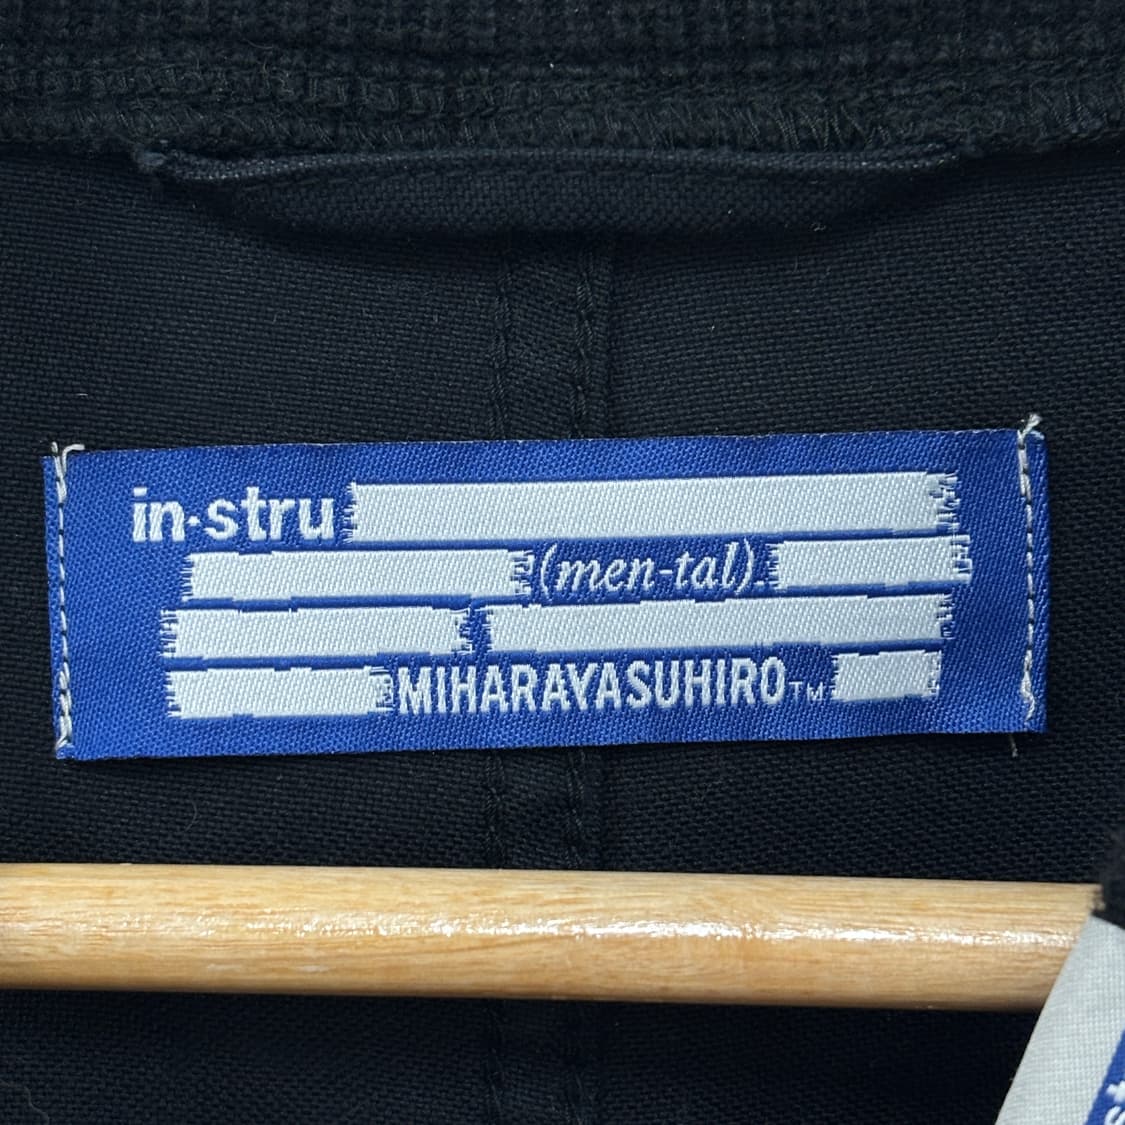 in·stru
(men-tal).
MIHARAYASUHIRO™